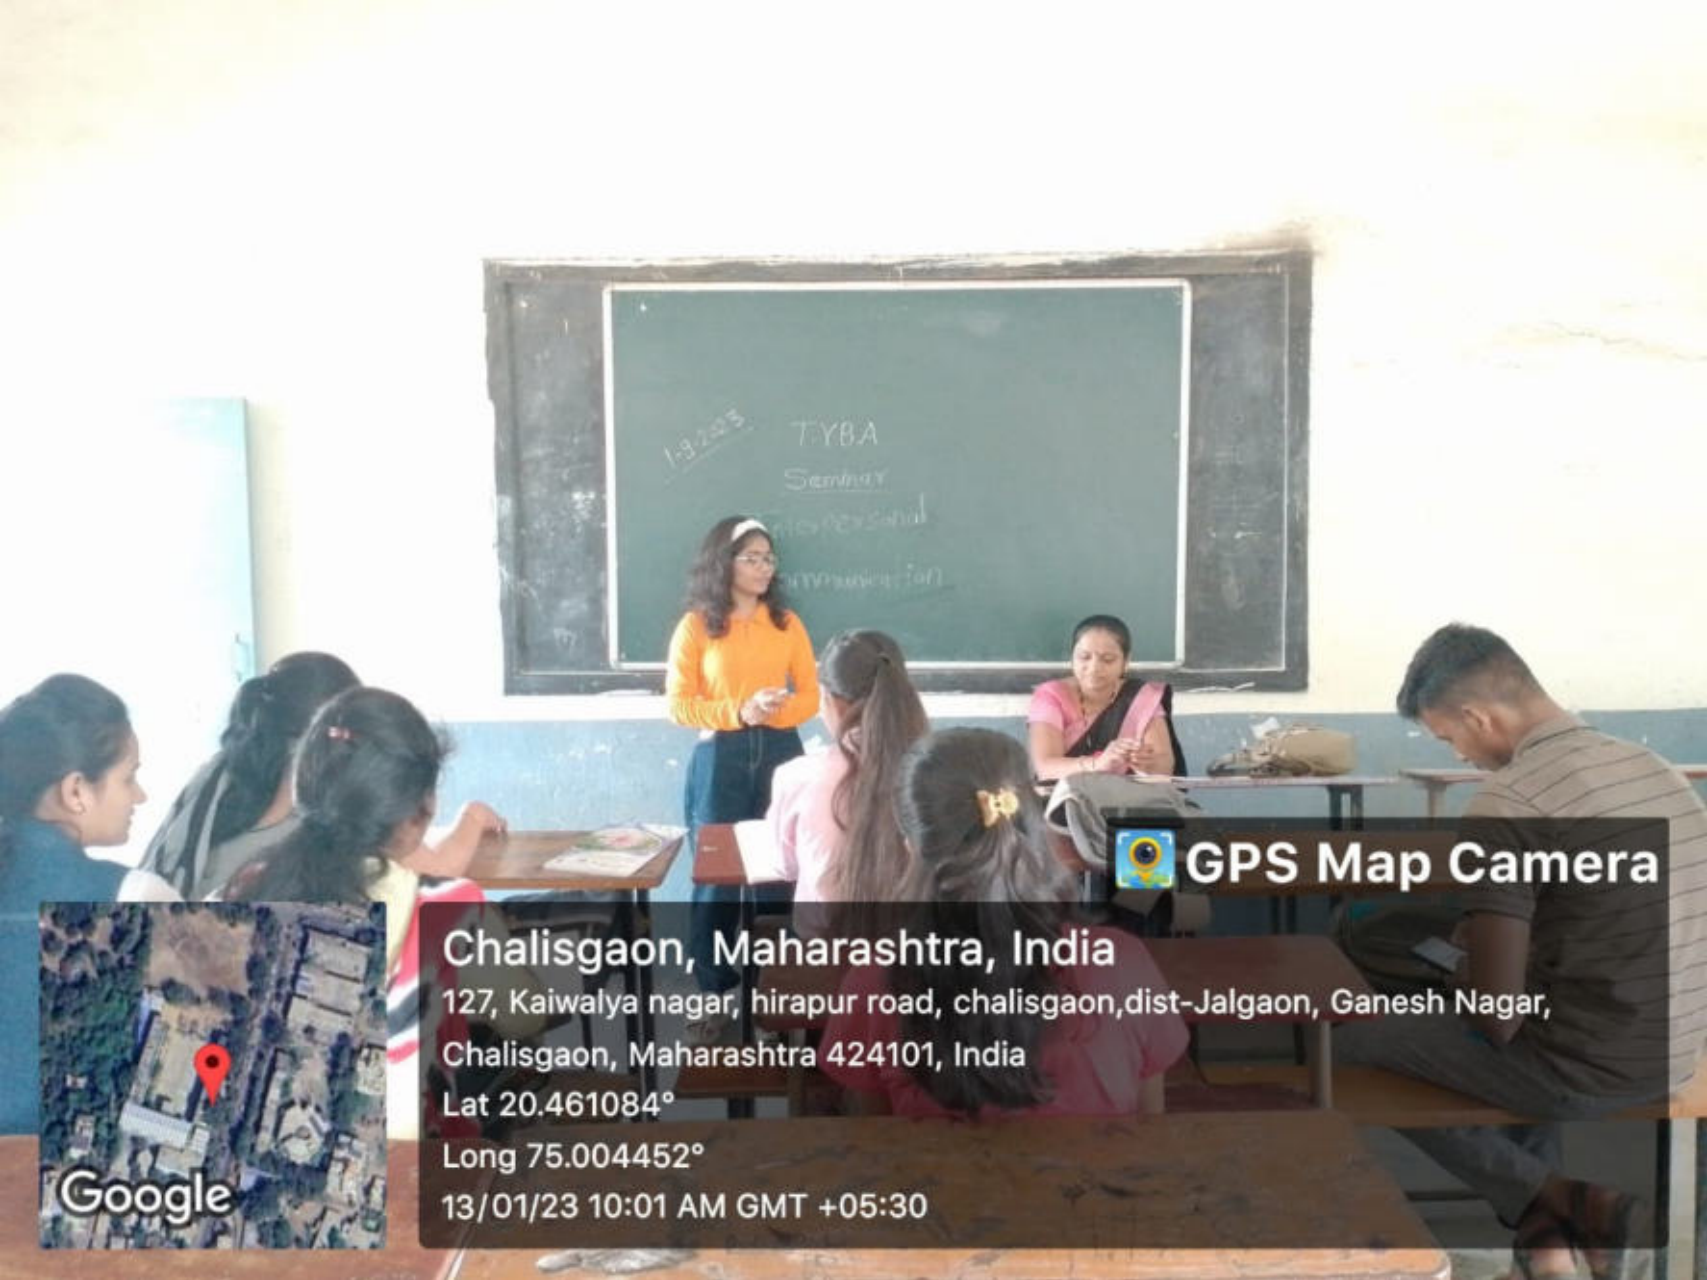 1-9-2023
T.Y.B.A
Seminar
Interpersonal
ommunication
GPS Map Camera
Chalisgaon, Maharashtra, India
127, Kaiwalya nagar, hirapur road, chalisgaon,dist-Jalgaon, Ganesh Nagar,
Chalisgaon, Maharashtra 424101, India
Lat 20.461084°
Long 75.004452°
13/01/23 10:01 AM GMT +05:30
Google